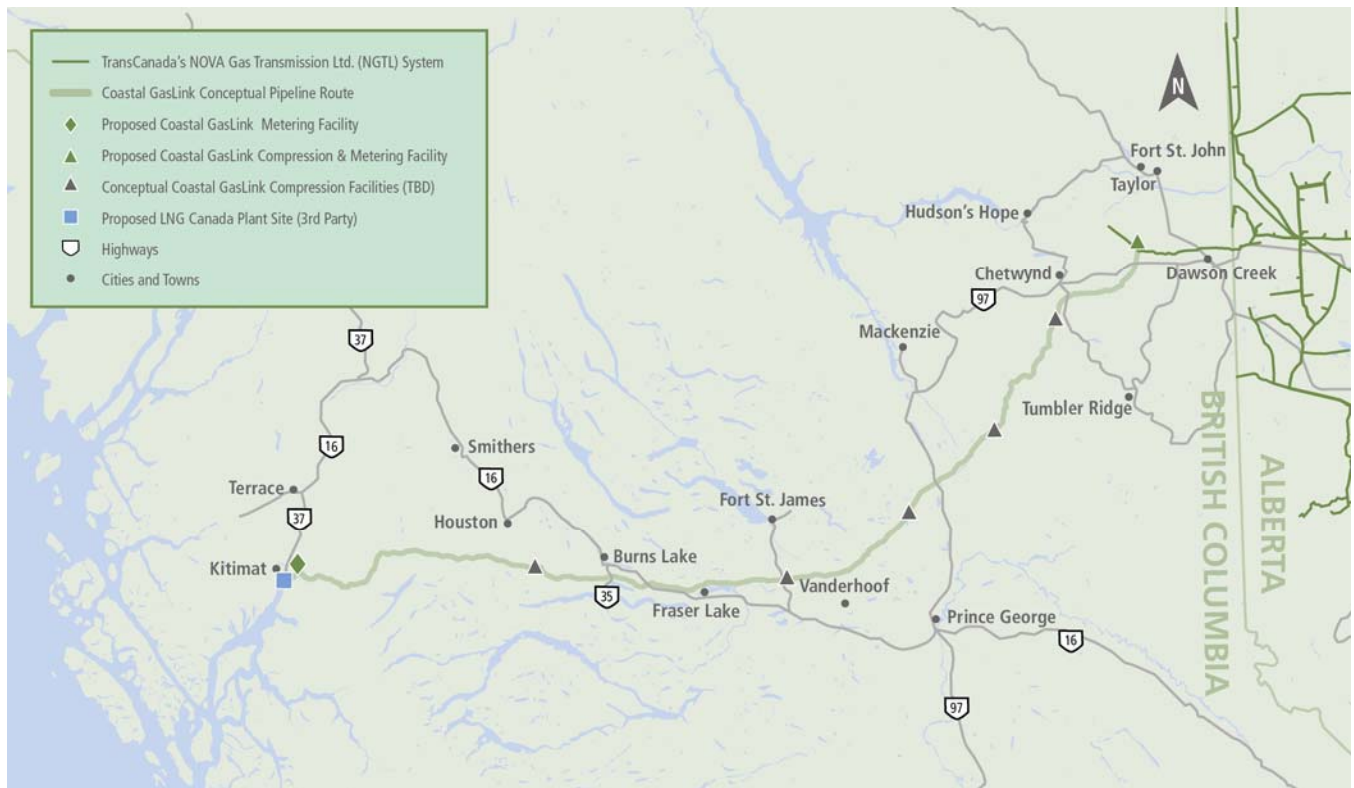 TransCanada's NOVA Gas Transmission Ltd. (NGTL) System
Coastal GasLink Conceptual Pipeline Route
Proposed Coastal GasLink Metering Facility
Proposed Coastal GasLink Compression & Metering Facility
Conceptual Coastal GasLink Compression Facilities (TBD)
Proposed LNG Canada Plant Site (3rd Party)
Highways
Cities and Towns
N
Fort St. John
Taylor
Hudson's Hope
Chetwynd
Dawson Creek
97
Mackenzie
37
Tumbler Ridge
BRITISH COLUMBIA
ALBERTA
16
Smithers
16
Terrace
37
Houston
Fort St. James
Kitimat
Burns Lake
35
Fraser Lake
Vanderhoof
Prince George
16
97